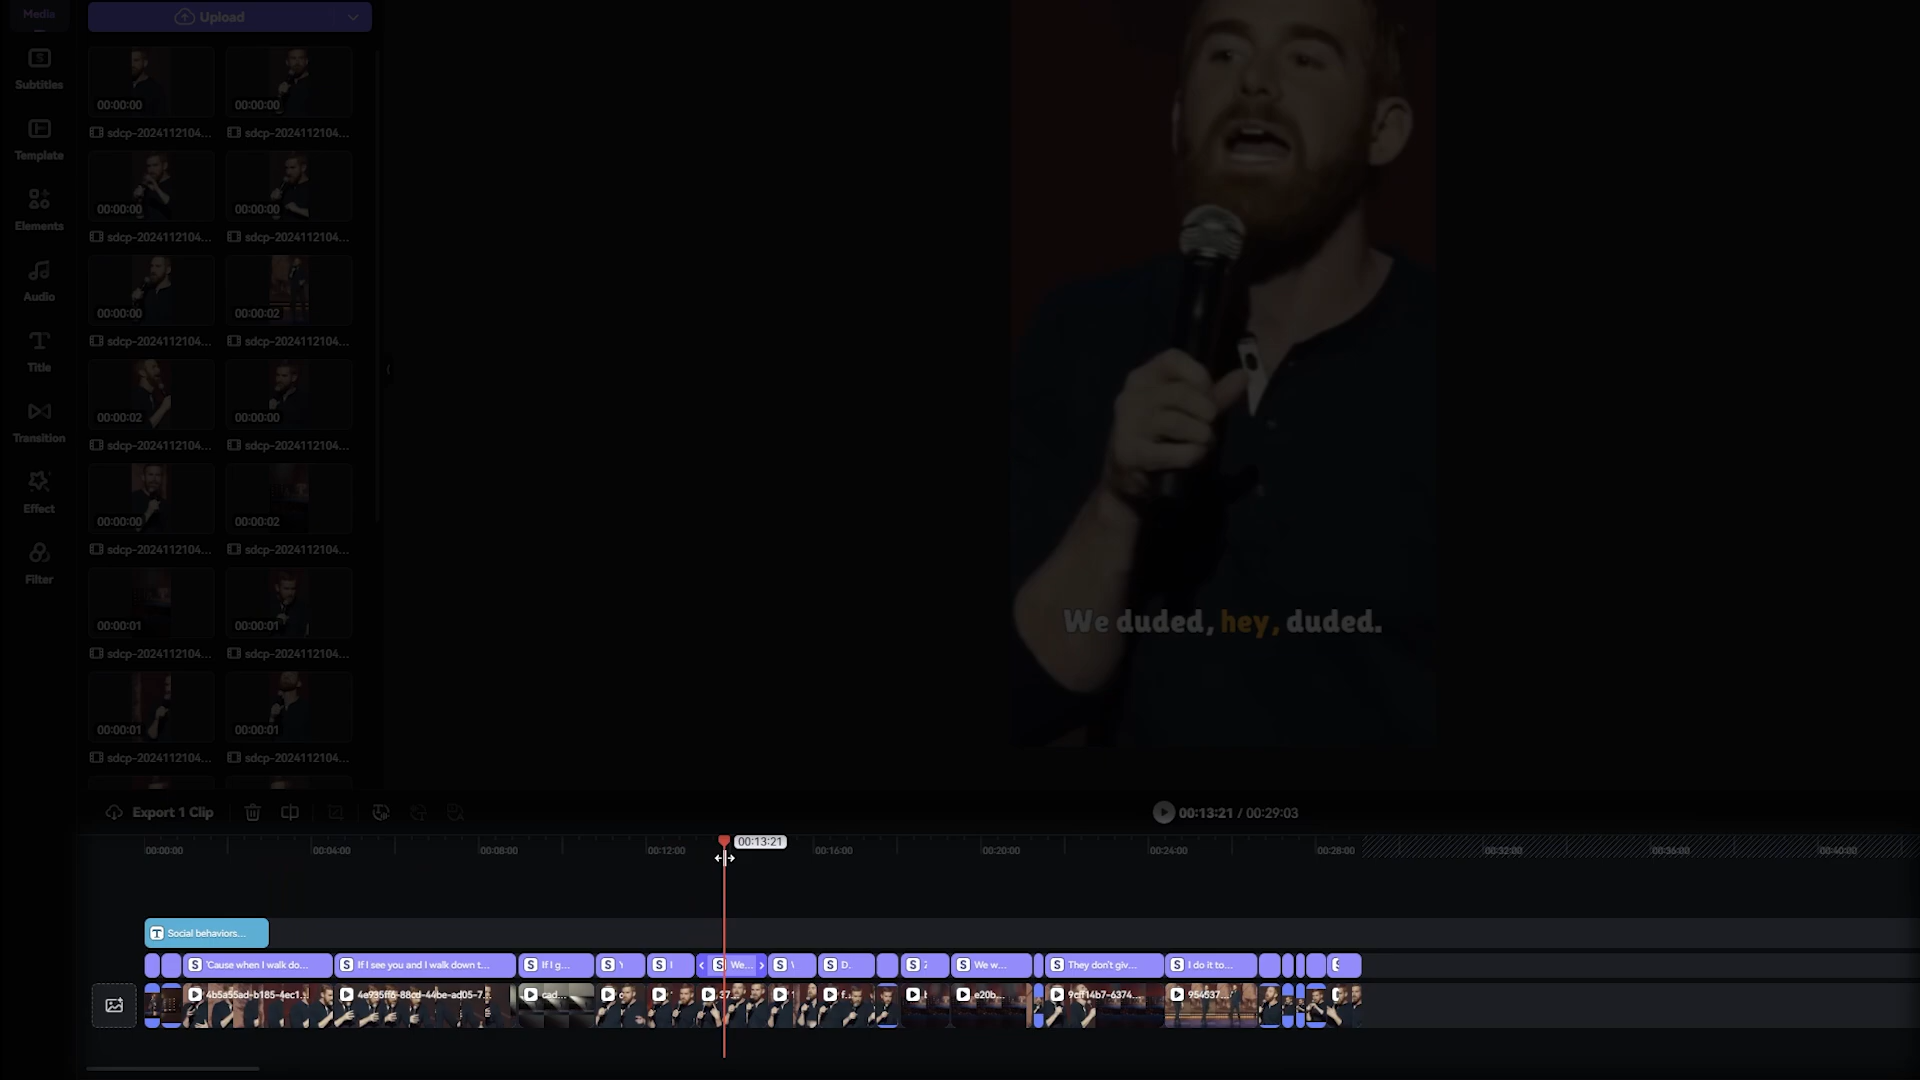 Media
Upload
Subtitles
Template
Elements
Audio
Title
Transition
Effect
Filter
00:00:00
00:00:00
sdcp-2024112104...
sdcp-2024112104...
00:00:00
00:00:00
sdcp-2024112104...
sdcp-2024112104...
00:00:00
00:00:02
sdcp-2024112104...
sdcp-2024112104...
00:00:02
00:00:00
sdcp-2024112104...
sdcp-2024112104...
00:00:00
00:00:02
sdcp-2024112104...
sdcp-2024112104...
00:00:01
00:00:01
sdcp-2024112104...
sdcp-2024112104...
00:00:01
00:00:01
sdcp-2024112104...
sdcp-2024112104...
We duded, hey, duded.
Export 1 Clip
00:13:21 / 00:29:03
00:13:21
00:00:00 00:04:00 00:08:00 00:12:00 00:16:00 00:20:00 00:24:00 00:28:00 00:32:00 00:36:00 00:40:00
T Social behaviors...
S 'Cause when I walk do...
S If I see you and I walk down t...
S If I g...
S
S I
S We...
S
S D.
S
S We w...
S They don't giv...
S I do it to...
4b5a55ad-b185-4ec1...
4e935ff6-88cd-44be-ad05-7...
cad...
37...
f...
e20b...
9cff14b7-6374...
954537...